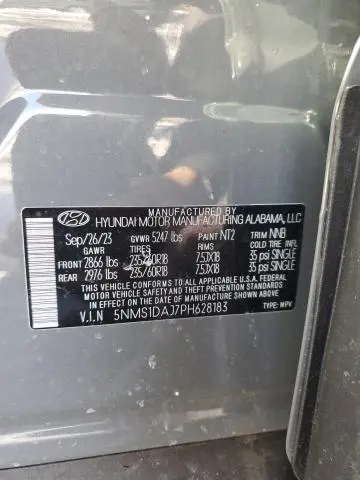 MANUFACTURED BY
HYUNDAI MOTOR MANUFACTURING ALABAMA, LLC
Sep/26/23 GVWR 5247 lbs PAINT NT2 TRIM NNB
GAWR TIRES RIMS COLD TIRE INFL.
FRONT 2866 lbs 235/60R18 7.5JX18 35 psi SINGLE
REAR 2976 lbs 235/60R18 7.5JX18 35 psi SINGLE
THIS VEHICLE CONFORMS TO ALL APPLICABLE U.S.A. FEDERAL
MOTOR VEHICLE SAFETY STANDARDS IN EFFECT ON THE
DATE OF MANUFACTURE SHOWN ABOVE.
V.I.N 5NMS1DAJ7PH628183 TYPE: MPV